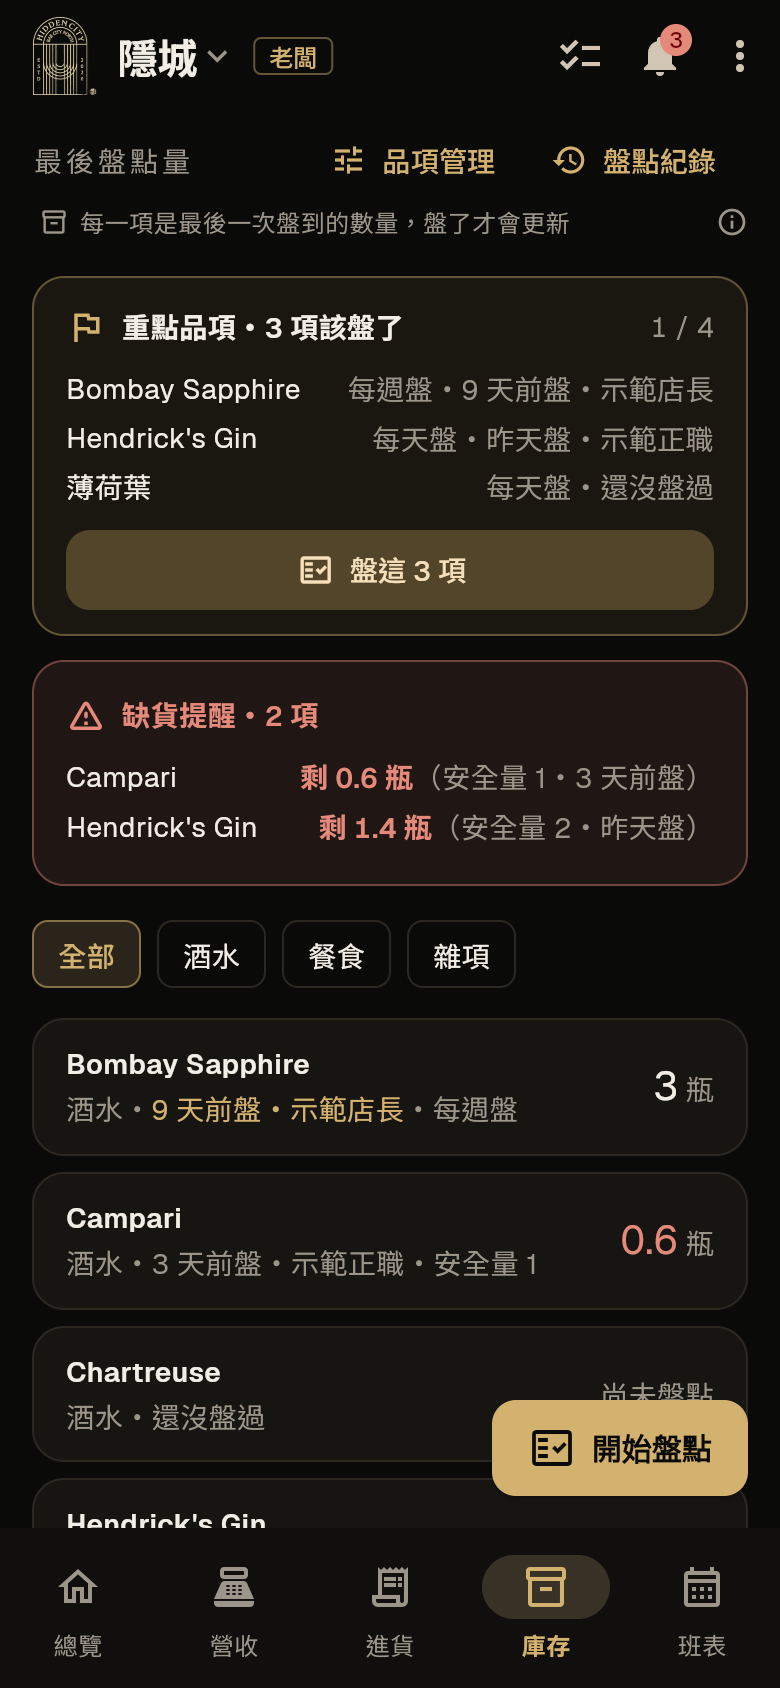 HIDDENCITY
隱城
老闆
3
最後盤點量
品項管理
盤點紀錄
每一項是最後一次盤到的數量，盤了才會更新
重點品項・3 項該盤了
1 / 4
Bombay Sapphire
每週盤・9 天前盤・示範店長
Hendrick's Gin
每天盤・昨天盤・示範正職
薄荷葉
每天盤・還沒盤過
盤這 3 項
缺貨提醒・2 項
Campari
剩 0.6 瓶（安全量 1・3 天前盤）
Hendrick's Gin
剩 1.4 瓶（安全量 2・昨天盤）
全部
酒水
餐食
雜項
Bombay Sapphire
酒水・9 天前盤・示範店長・每週盤
3 瓶
Campari
酒水・3 天前盤・示範正職・安全量 1
0.6 瓶
Chartreuse
酒水・還沒盤過
尚未盤點
開始盤點
Hendrick's Gin
總覽
營收
進貨
庫存
班表